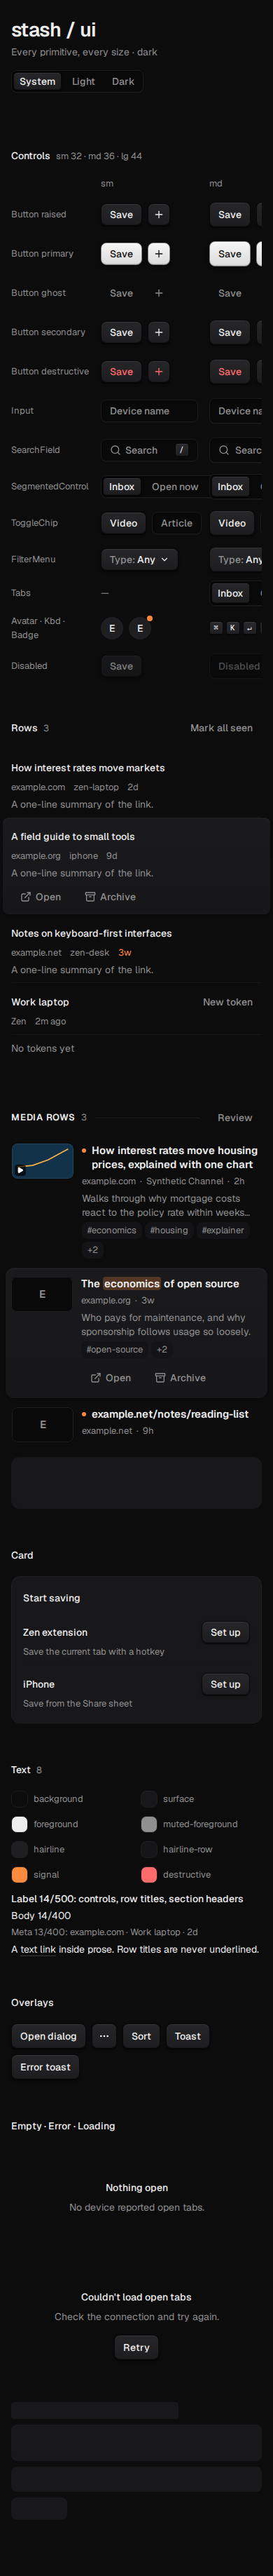 stash / ui
Every primitive, every size · dark
System Light Dark
Controls sm 32 · md 36 · lg 44
sm md
Button raised Save + Save
Button primary Save + Save
Button ghost Save + Save
Button secondary Save + Save
Button destructive Save + Save
Input Device name Device na
SearchField Search / Searc
SegmentedControl Inbox Open now Inbox
ToggleChip Video Article Video
FilterMenu Type: Any Type: Any
Tabs — Inbox
Avatar · Kbd · Badge E E ⌘ K ↵
Disabled Save Disabled
Rows 3 Mark all seen
How interest rates move markets
example.com zen-laptop 2d
A one-line summary of the link.
A field guide to small tools
example.org iphone 9d
A one-line summary of the link.
Open Archive
Notes on keyboard-first interfaces
example.net zen-desk 3w
A one-line summary of the link.
Work laptop New token
Zen 2m ago
No tokens yet
MEDIA ROWS 3 Review
How interest rates move housing
prices, explained with one chart
example.com · Synthetic Channel · 2h
Walks through why mortgage costs
react to the policy rate within weeks…
#economics #housing #explainer
+2
E The economics of open source
example.org · 3w
Who pays for maintenance, and why
sponsorship follows usage so loosely.
#open-source +2
Open Archive
E example.net/notes/reading-list
example.net · 9h
Card
Start saving
Zen extension Set up
Save the current tab with a hotkey
iPhone Set up
Save from the Share sheet
Text 8
background surface
foreground muted-foreground
hairline hairline-row
signal destructive
Label 14/500: controls, row titles, section headers
Body 14/400
Meta 13/400: example.com · Work laptop · 2d
A text link inside prose. Row titles are never underlined.
Overlays
Open dialog ··· Sort Toast
Error toast
Empty · Error · Loading
Nothing open
No device reported open tabs.
Couldn't load open tabs
Check the connection and try again.
Retry